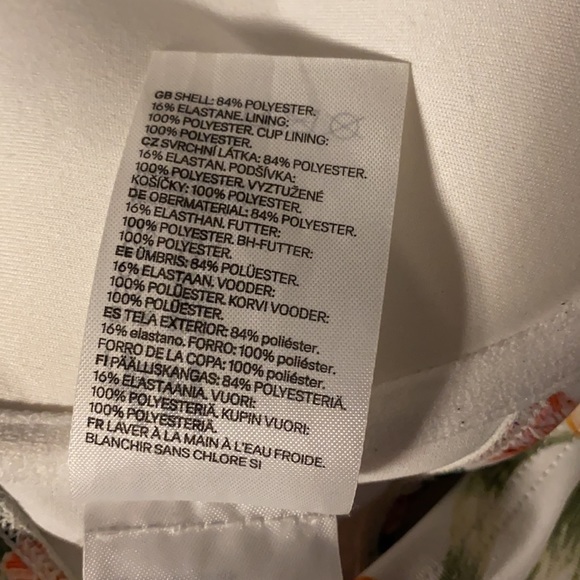 GB SHELL: 84% POLYESTER.
16% ELASTANE. LINING:
100% POLYESTER. CUP LINING:
100% POLYESTER.
CZ SVRCHNÍ LÁTKA: 84% POLYESTER.
16% ELASTAN. PODŠÍVKA:
100% POLYESTER. VYZTUŽENÉ
KOŠÍČKY: 100% POLYESTER.
DE OBERMATERIAL: 84% POLYESTER.
16% ELASTHAN. FUTTER:
100% POLYESTER. BH-FUTTER:
100% POLYESTER.
EE ÜMBRIS: 84% POLÜESTER.
16% ELASTAAN. VOODER:
100% POLÜESTER. KORVI VOODER:
100% POLÜESTER.
ES TELA EXTERIOR: 84% poliéster.
16% elastano. FORRO: 100% poliéster.
FORRO DE LA COPA: 100% poliéster.
FI PÄÄLLISKANGAS: 84% POLYESTERIÄ.
16% ELASTAANIA. VUORI:
100% POLYESTERIÄ. KUPIN VUORI:
100% POLYESTERIÄ.
FR LAVER À LA MAIN À L'EAU FROIDE.
BLANCHIR SANS CHLORE SI